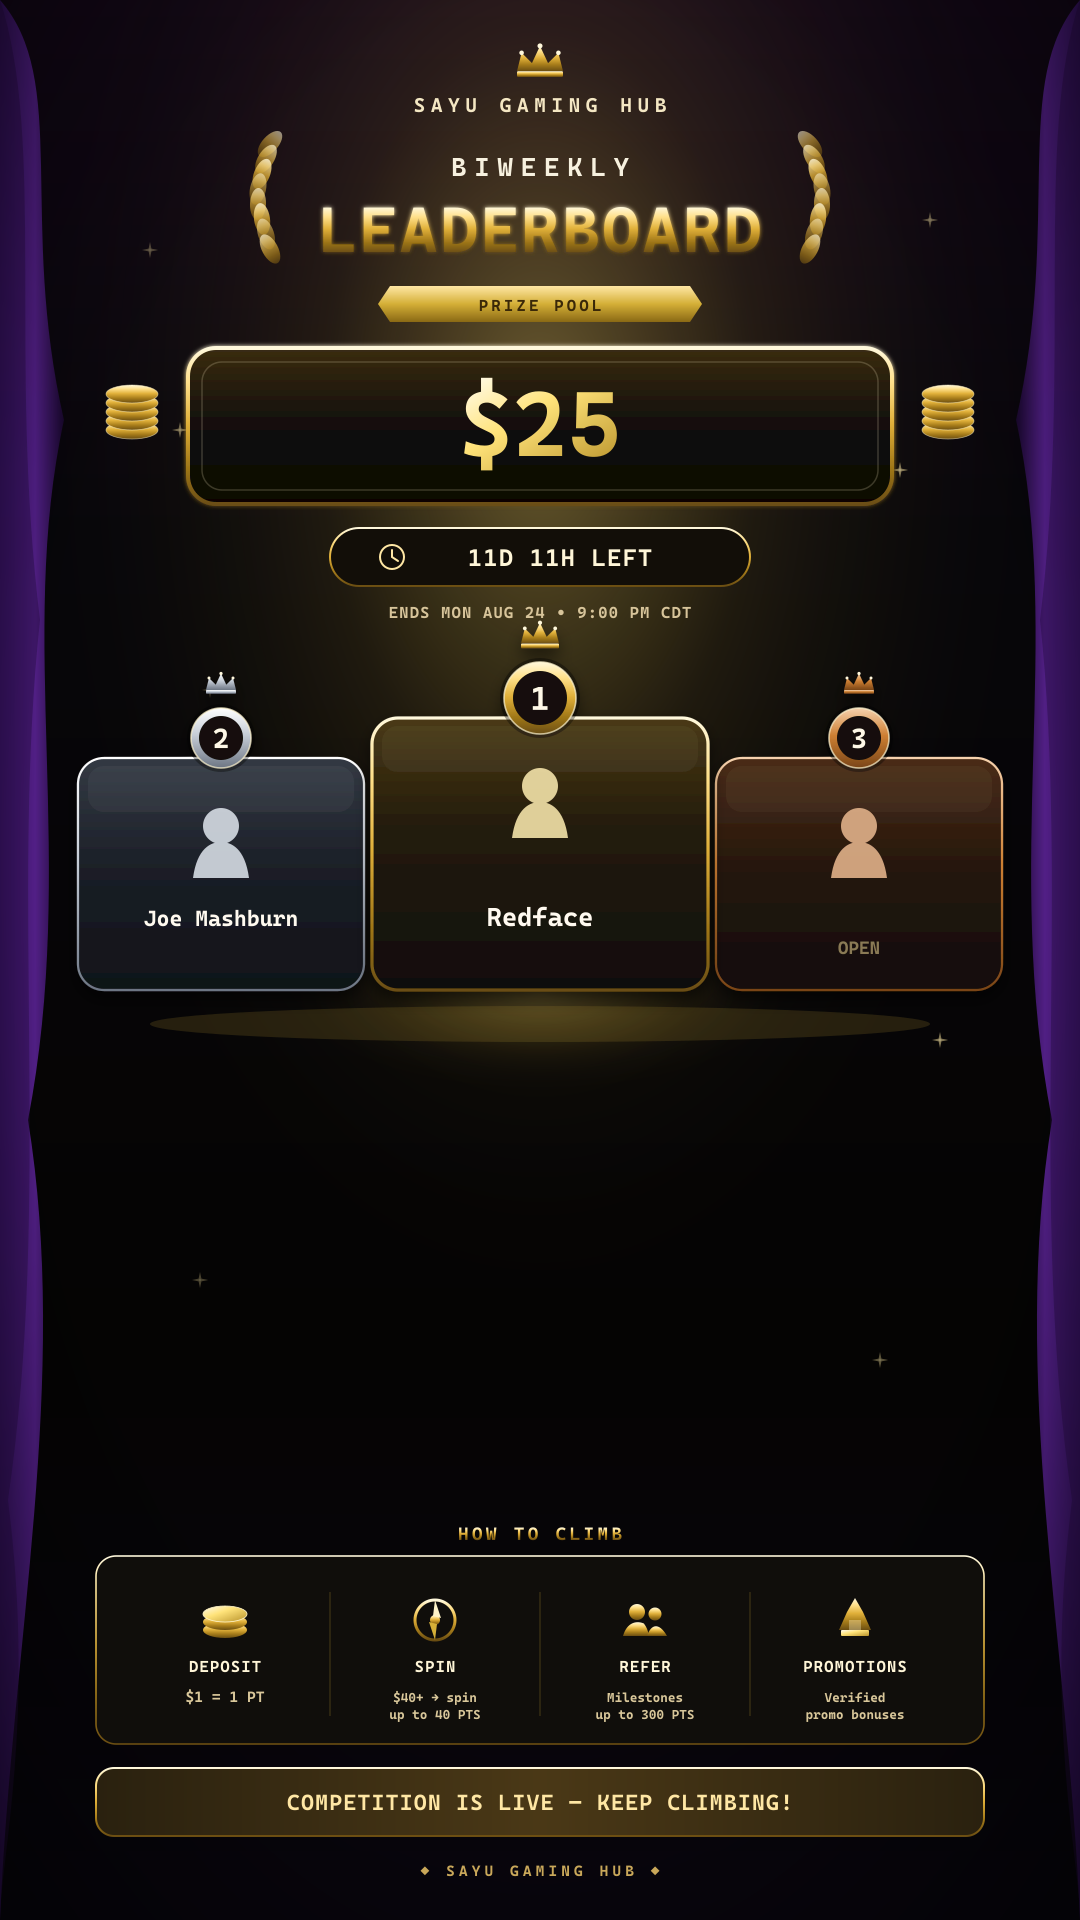 SAYU GAMING HUB
BIWEEKLY
LEADERBOARD
PRIZE POOL
$25
11D 11H LEFT
ENDS MON AUG 24 • 9:00 PM CDT
1
2
3
Joe Mashburn
Redface
OPEN
HOW TO CLIMB
DEPOSIT
$1 = 1 PT
SPIN
$40+ → spin
up to 40 PTS
REFER
Milestones
up to 300 PTS
PROMOTIONS
Verified
promo bonuses
COMPETITION IS LIVE — KEEP CLIMBING!
◆ SAYU GAMING HUB ◆